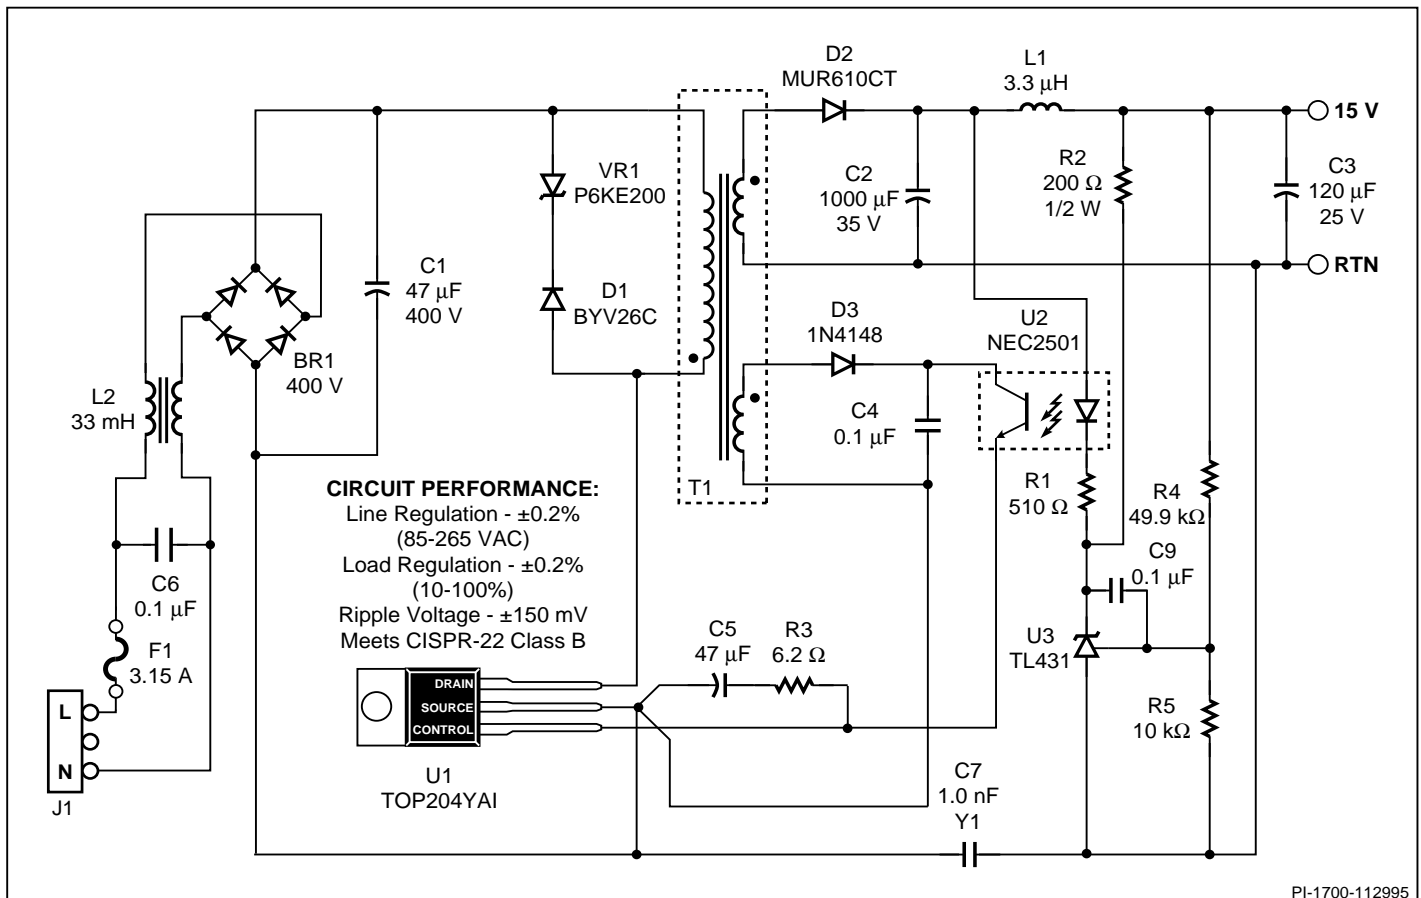 D2
MUR610CT
L1
3.3 µH
15 V
VR1
P6KE200
C2
1000 µF
35 V
R2
200 Ω
1/2 W
C3
120 µF
25 V
RTN
C1
47 µF
400 V
D1
BYV26C
D3
1N4148
U2
NEC2501
BR1
400 V
L2
33 mH
C4
0.1 µF
T1
R1
510 Ω
R4
49.9 kΩ
CIRCUIT PERFORMANCE:
Line Regulation - ±0.2%
(85-265 VAC)
Load Regulation - ±0.2%
(10-100%)
Ripple Voltage - ±150 mV
Meets CISPR-22 Class B
C9
0.1 µF
C6
0.1 µF
F1
3.15 A
C5
47 µF
R3
6.2 Ω
U3
TL431
DRAIN
SOURCE
CONTROL
L
N
J1
R5
10 kΩ
U1
TOP204YAI
C7
1.0 nF
Y1
PI-1700-112995